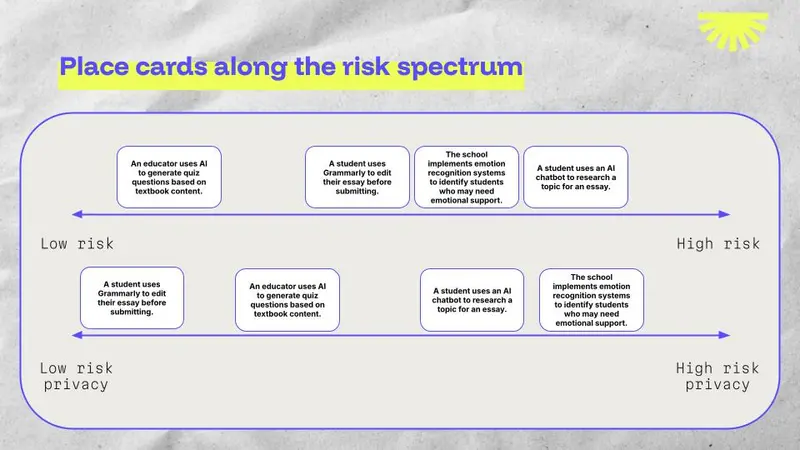 Place cards along the risk spectrum
An educator uses AI
to generate quiz
questions based on
textbook content.
A student uses
Grammarly to edit
their essay before
submitting.
The school
implements emotion
recognition systems
to identify students
who may need
emotional support.
A student uses an AI
chatbot to research a
topic for an essay.
Low risk
High risk
A student uses
Grammarly to edit
their essay before
submitting.
An educator uses AI
to generate quiz
questions based on
textbook content.
A student uses an AI
chatbot to research a
topic for an essay.
The school
implements emotion
recognition systems
to identify students
who may need
emotional support.
Low risk
privacy
High risk
privacy